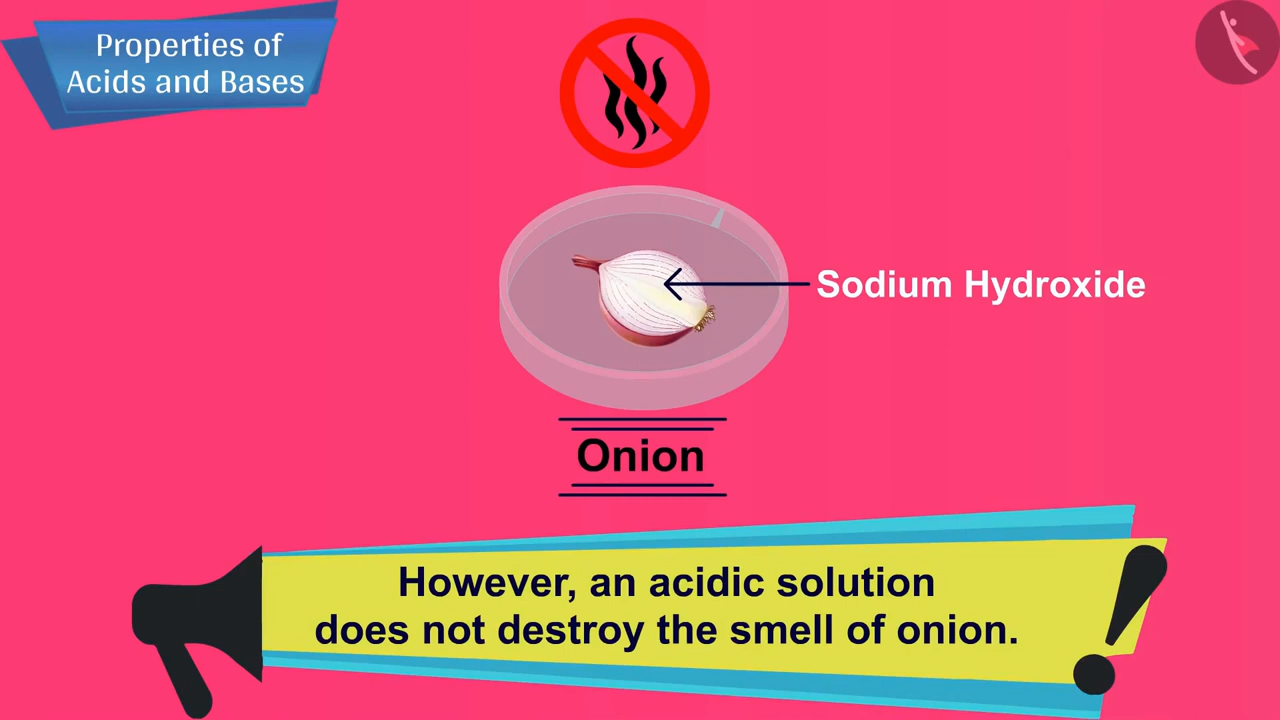 Properties of
Acids and Bases
Sodium Hydroxide
Onion
However, an acidic solution
does not destroy the smell of onion.